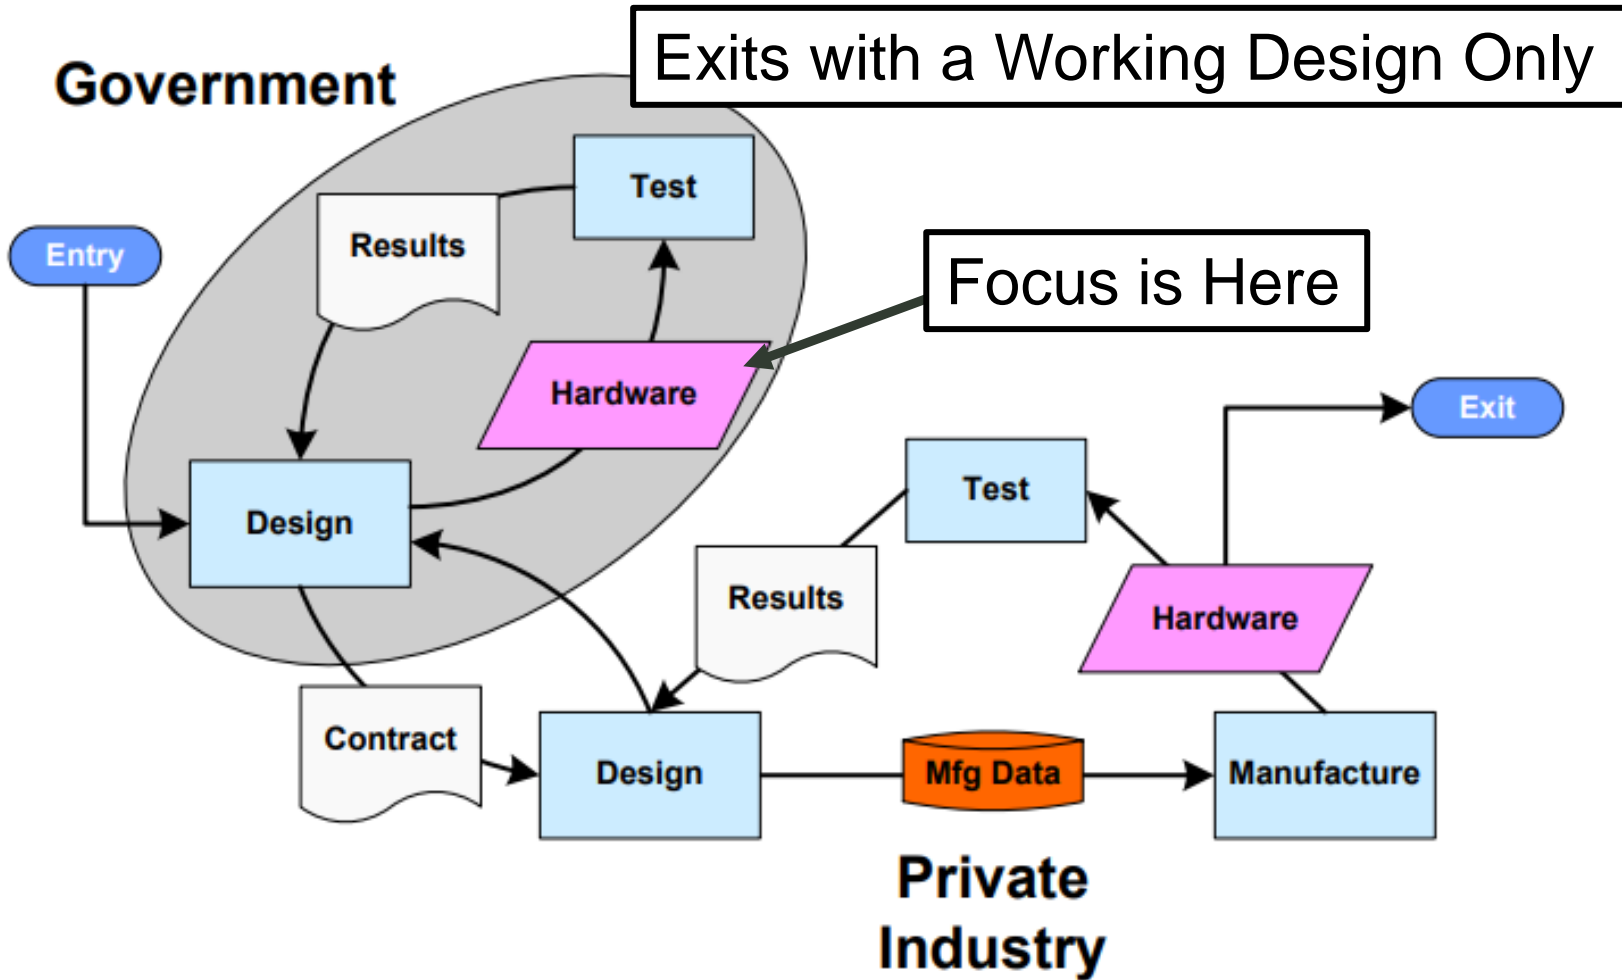 Exits with a Working Design Only
Government
Test
Results
Entry
Focus is Here
Hardware
Exit
Test
Design
Results
Hardware
Contract
Design
Mfg Data
Manufacture
Private
Industry